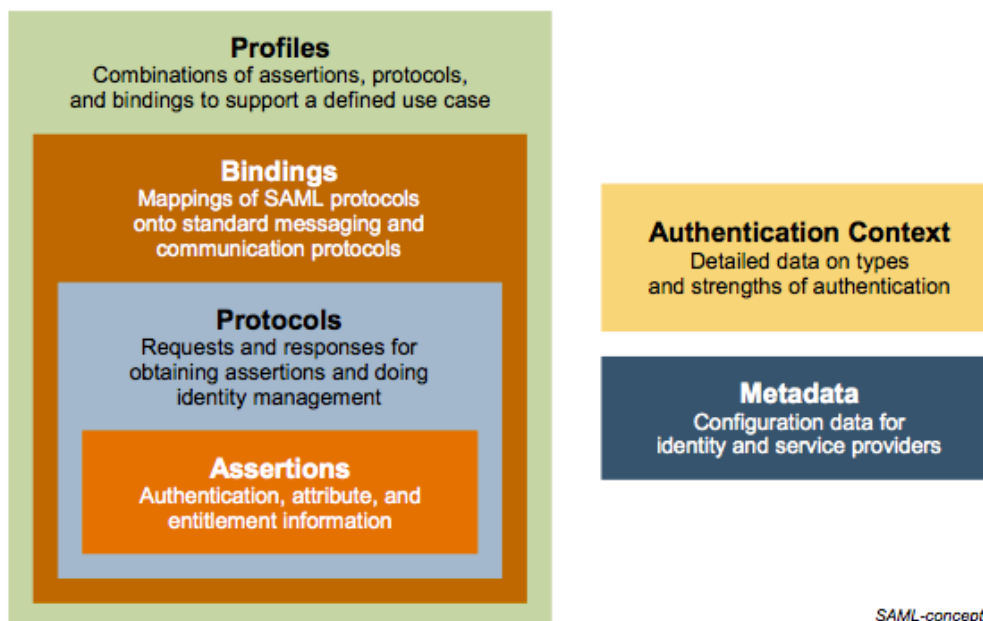 Profiles
Combinations of assertions, protocols,
and bindings to support a defined use case
Bindings
Mappings of SAML protocols
onto standard messaging and
communication protocols
Protocols
Requests and responses for
obtaining assertions and doing
identity management
Assertions
Authentication, attribute, and
entitlement information
Authentication Context
Detailed data on types
and strengths of authentication
Metadata
Configuration data for
identity and service providers
SAML-concept